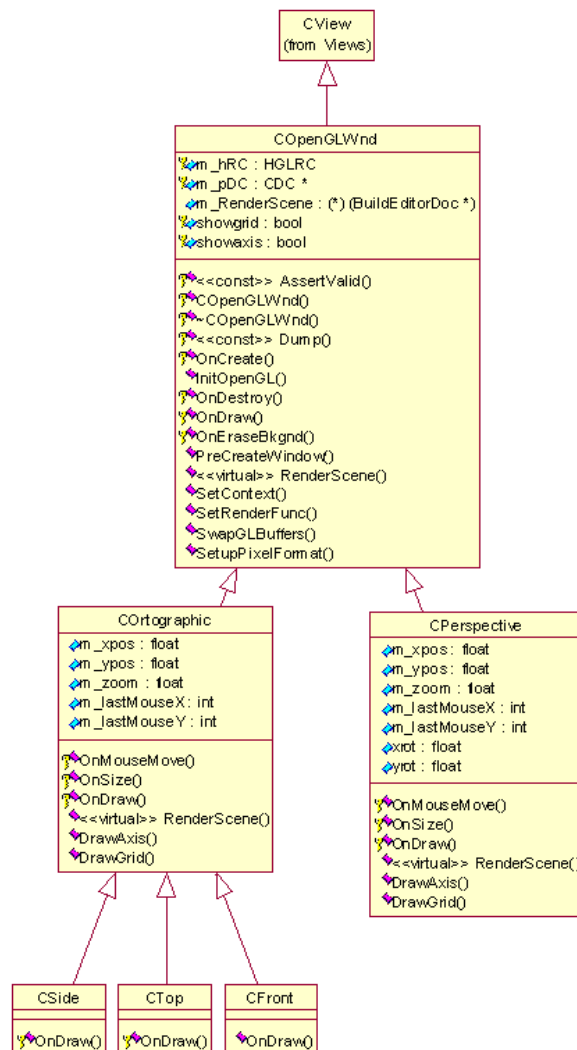 CView
(from Views)
COpenGLWnd
m_hRC : HGLRC
m_pDC : CDC *
m_RenderScene : (*) (BuildEditorDoc *)
showgrid : bool
showaxis : bool
<<const>> AssertValid()
COpenGLWnd()
~COpenGLWnd()
<<const>> Dump()
OnCreate()
InitOpenGL()
OnDestroy()
OnDraw()
OnEraseBkgnd()
PreCreateWindow()
<<virtual>> RenderScene()
SetContext()
SetRenderFunc()
SwapGLBuffers()
SetupPixelFormat()
COrtographic
m_xpos : float
m_ypos : float
m_zoom : float
m_lastMouseX : int
m_lastMouseY : int
OnMouseMove()
OnSize()
OnDraw()
<<virtual>> RenderScene()
DrawAxis()
DrawGrid()
CPerspective
m_xpos : float
m_ypos : float
m_zoom : float
m_lastMouseX : int
m_lastMouseY : int
xrot : float
yrot : float
OnMouseMove()
OnSize()
OnDraw()
<<virtual>> RenderScene()
DrawAxis()
DrawGrid()
CSide
OnDraw()
CTop
OnDraw()
CFront
OnDraw()